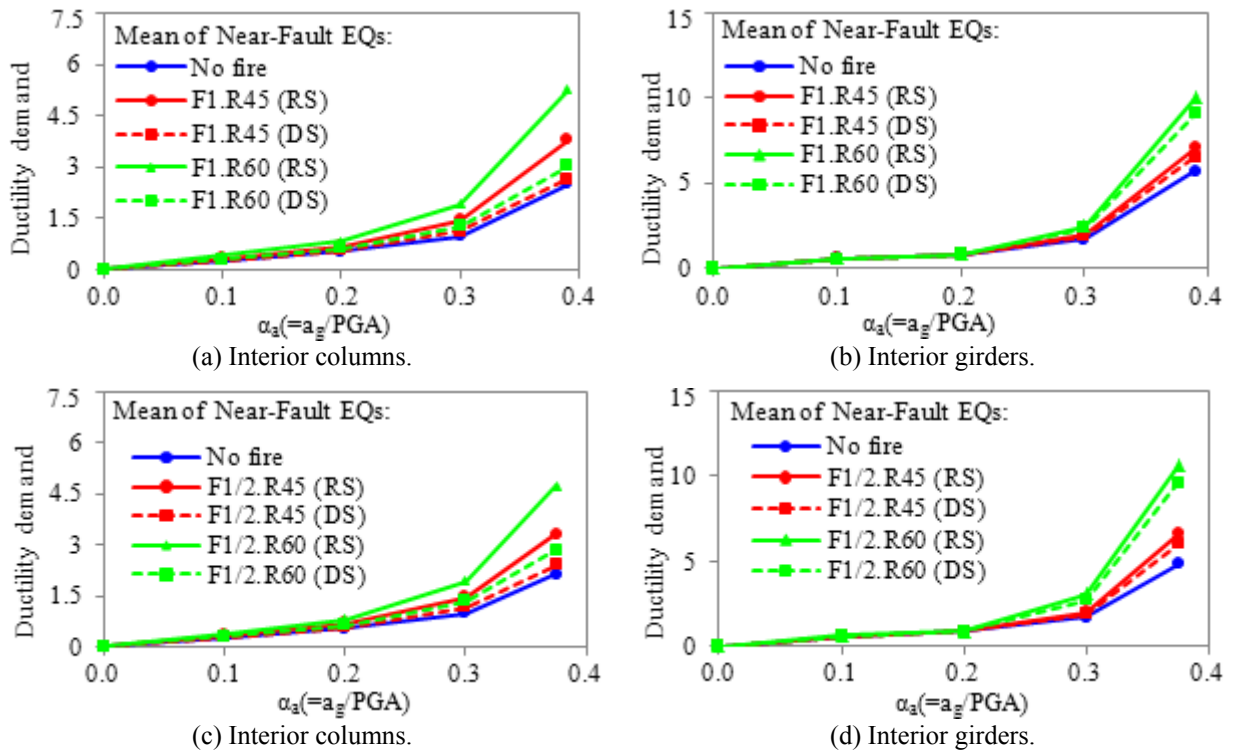 7.5
6
4.5
3
1.5
0
Ductility demand
Mean of Near-Fault EQs:
No fire
F1.R45 (RS)
F1.R45 (DS)
F1.R60 (RS)
F1.R60 (DS)
0.0 0.1 0.2 0.3 0.4
αa(=ag/PGA)
(a) Interior columns.
15
10
5
0
Ductility demand
Mean of Near-Fault EQs:
No fire
F1.R45 (RS)
F1.R45 (DS)
F1.R60 (RS)
F1.R60 (DS)
0.0 0.1 0.2 0.3 0.4
αa(=ag/PGA)
(b) Interior girders.
7.5
6
4.5
3
1.5
0
Ductility demand
Mean of Near-Fault EQs:
No fire
F1/2.R45 (RS)
F1/2.R45 (DS)
F1/2.R60 (RS)
F1/2.R60 (DS)
0.0 0.1 0.2 0.3 0.4
αa(=ag/PGA)
(c) Interior columns.
15
10
5
0
Ductility demand
Mean of Near-Fault EQs:
No fire
F1/2.R45 (RS)
F1/2.R45 (DS)
F1/2.R60 (RS)
F1/2.R60 (DS)
0.0 0.1 0.2 0.3 0.4
αa(=ag/PGA)
(d) Interior girders.